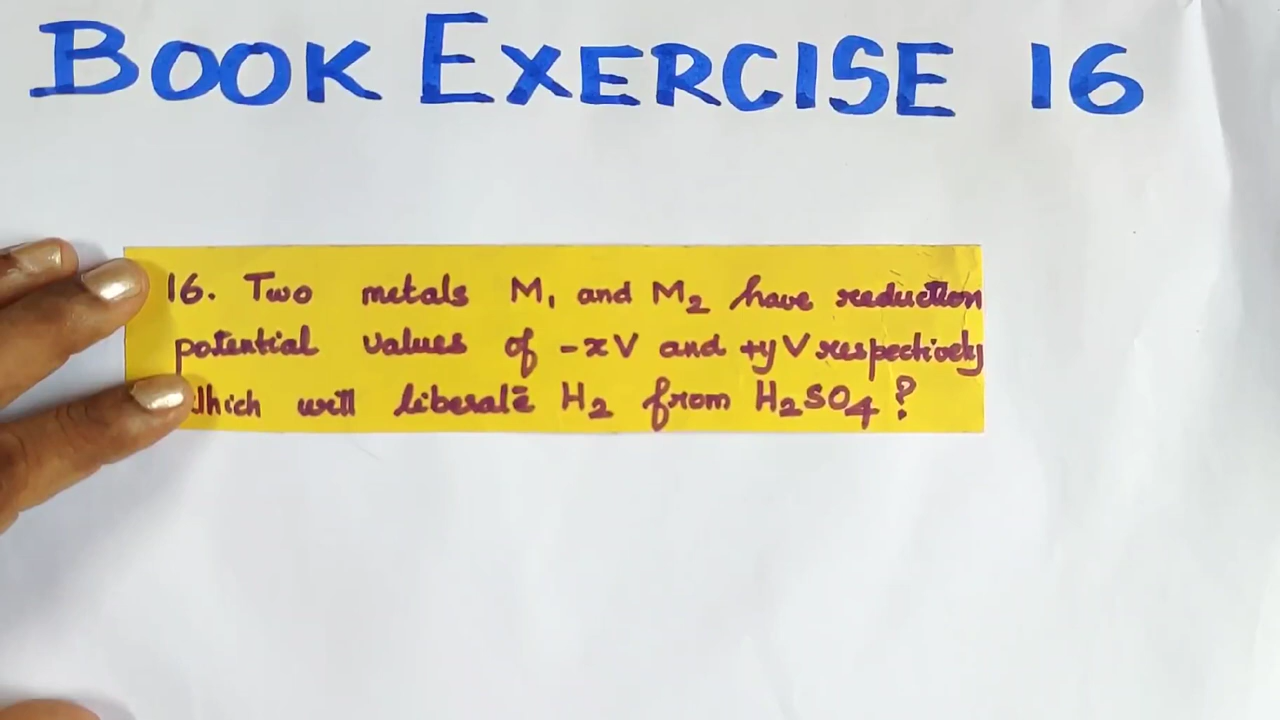 BOOK EXERCISE 16
16. Two metals M₁ and M₂ have reduction
potential values of -xV and +yV respectively
Which will liberate H₂ from H₂SO₄?